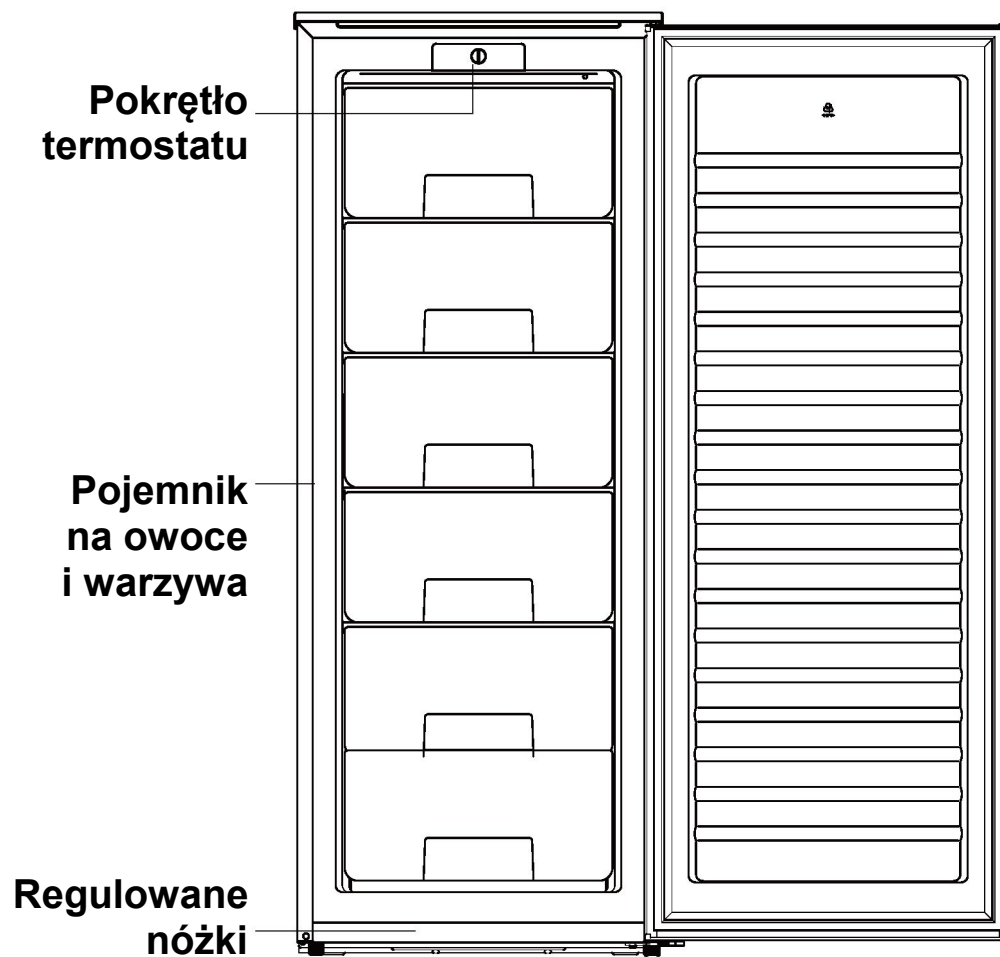 Pokrętło
termostatu
Pojemnik
na owoce
i warzywa
Regulowane
nóżki